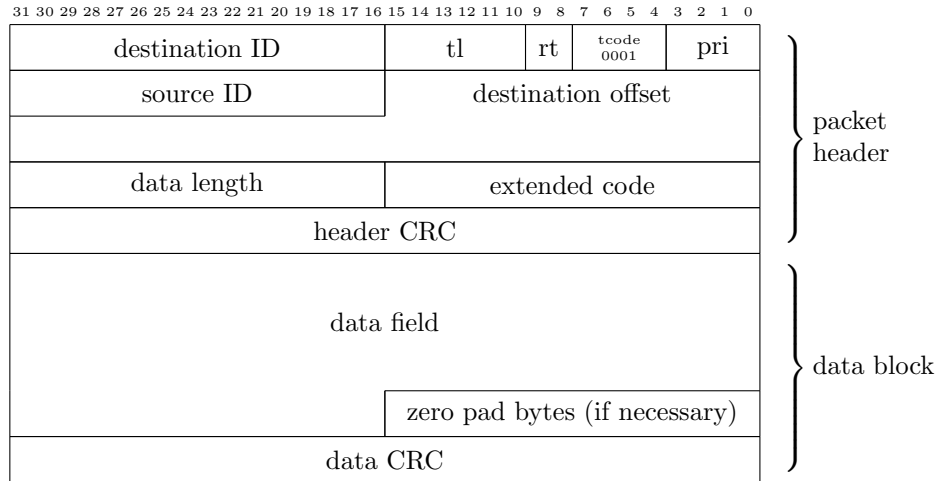 31 30 29 28 27 26 25 24 23 22 21 20 19 18 17 16 15 14 13 12 11 10 9 8 7 6 5 4 3 2 1 0
destination ID tl rt tcode pri
0001
source ID destination offset
packet
header
data length extended code
header CRC
data field
data block
zero pad bytes (if necessary)
data CRC